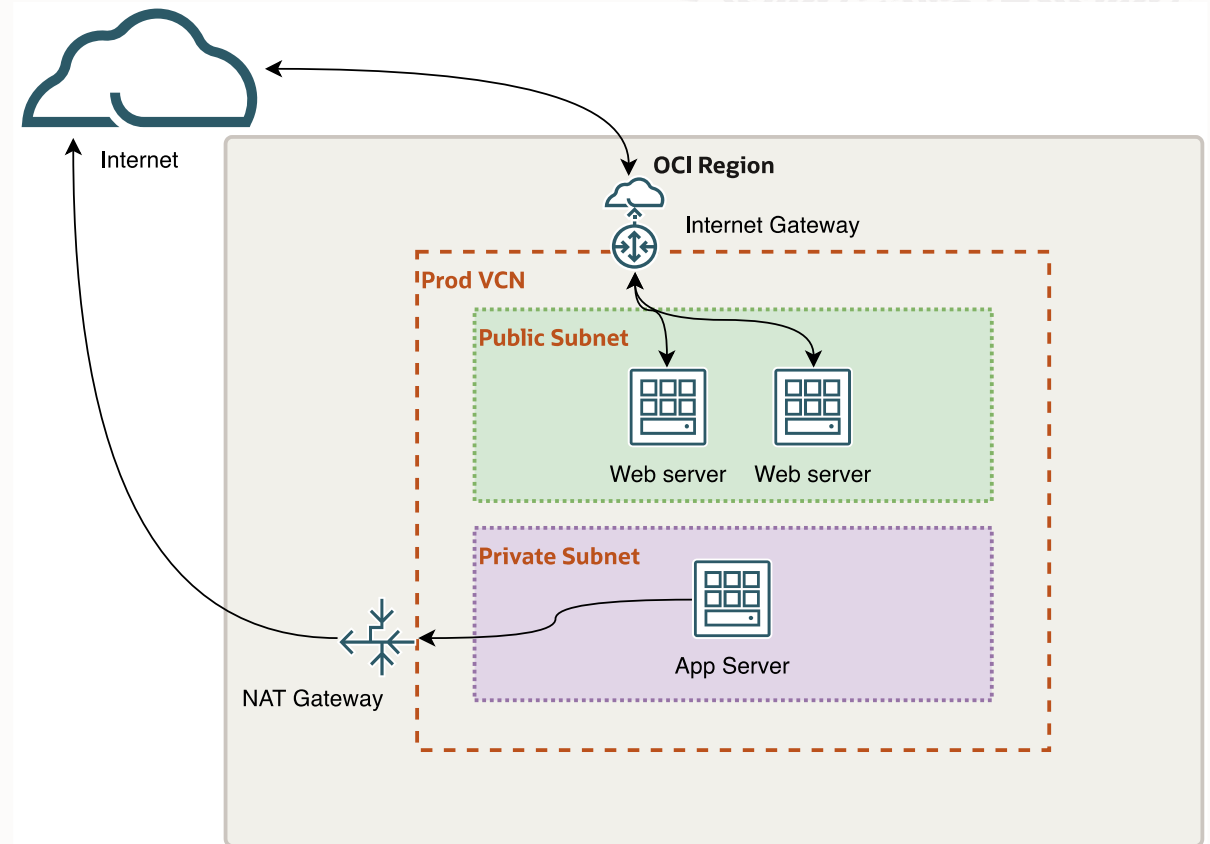 Internet
OCI Region
Internet Gateway
Prod VCN
Public Subnet
Web server
Web server
Private Subnet
App Server
NAT Gateway